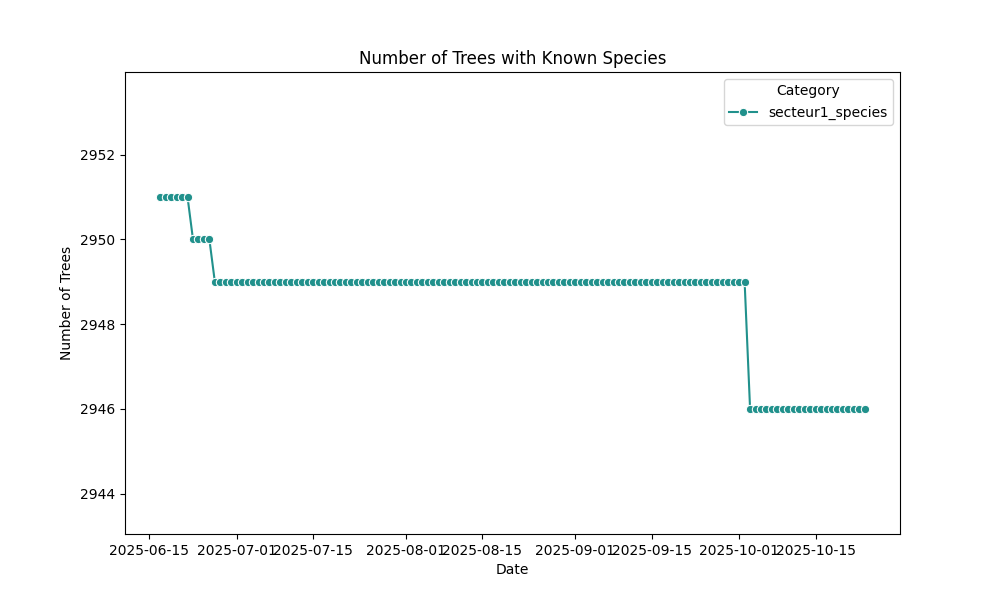 Number of Trees with Known Species
Category
secteur1_species
2952
2950
2948
2946
2944
Number of Trees
2025-06-15
2025-07-01
2025-07-15
2025-08-01
2025-08-15
2025-09-01
2025-09-15
2025-10-01
2025-10-15
Date